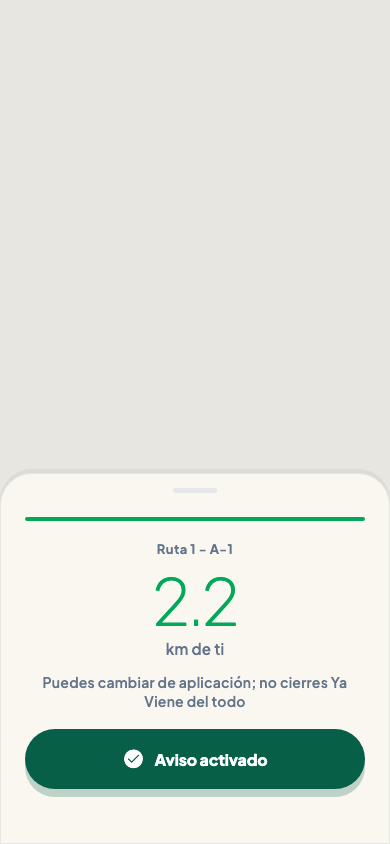 Ruta 1 - A-1
2.2
km de ti
Puedes cambiar de aplicación; no cierres Ya
Viene del todo
Aviso activado